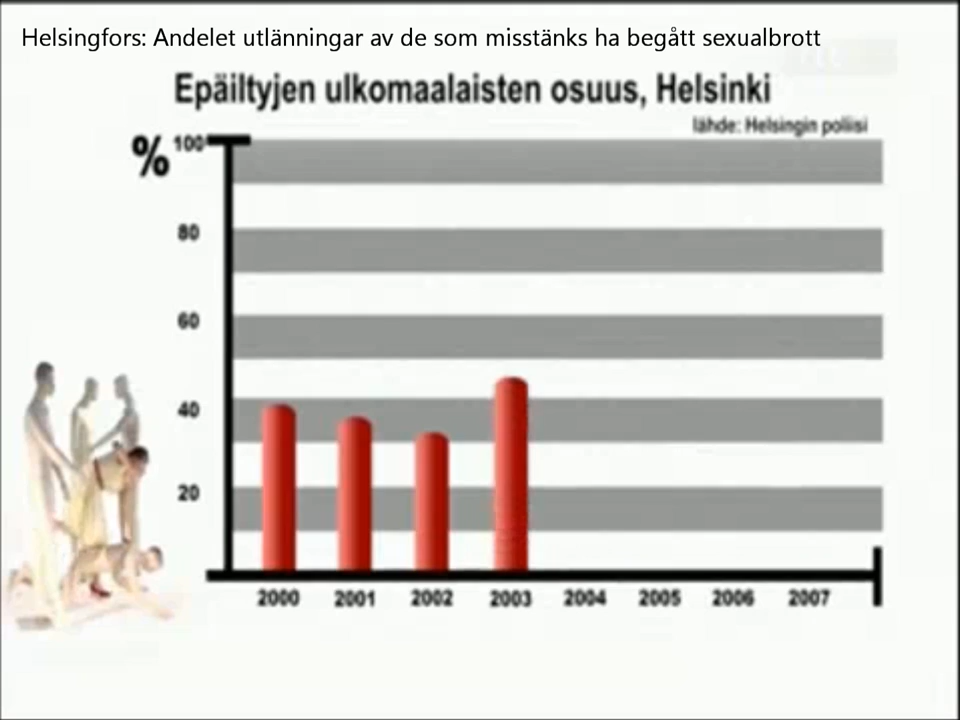 Helsingfors: Andelet utlänningar av de som misstänks ha begått sexualbrott
Epäiltyjen ulkomaalaisten osuus, Helsinki
lähde: Helsingin poliisi
%
100
80
60
40
20
2000 2001 2002 2003 2004 2005 2006 2007